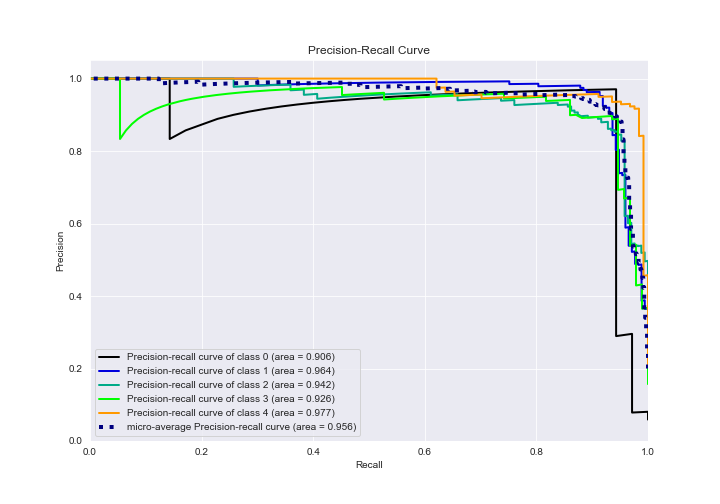 Precision-Recall Curve
1.0
0.8
0.6
0.4
0.2
0.0
Precision
Precision-recall curve of class 0 (area = 0.906)
Precision-recall curve of class 1 (area = 0.964)
Precision-recall curve of class 2 (area = 0.942)
Precision-recall curve of class 3 (area = 0.926)
Precision-recall curve of class 4 (area = 0.977)
micro-average Precision-recall curve (area = 0.956)
0.0 0.2 0.4 0.6 0.8 1.0
Recall